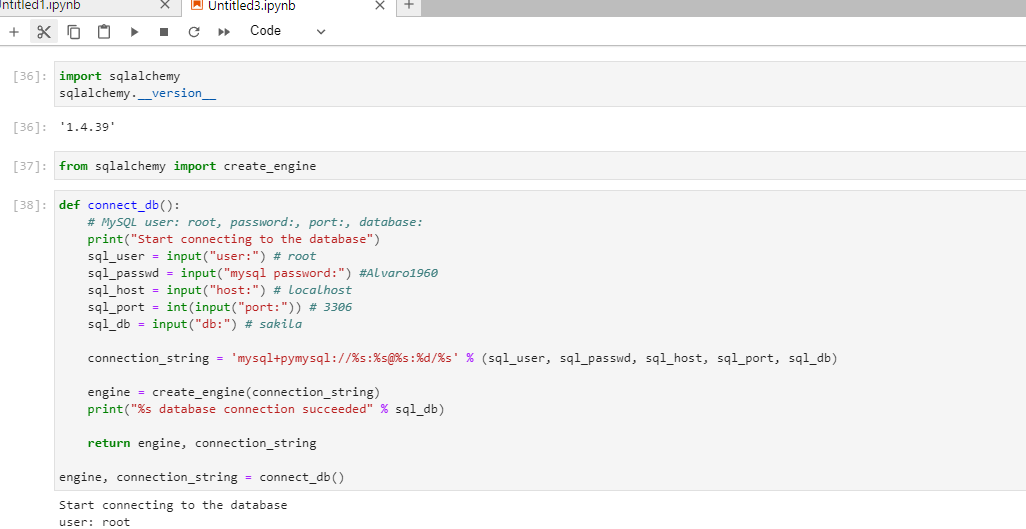 ntitled1.ipynb
Untitled3.ipynb
Code
[36]: import sqlalchemy
sqlalchemy.__version__
[36]: '1.4.39'
[37]: from sqlalchemy import create_engine
[38]: def connect_db():
    # MySQL user: root, password:, port:, database:
    print("Start connecting to the database")
    sql_user = input("user:") # root
    sql_passwd = input("mysql password:") #Alvaro1960
    sql_host = input("host:") # localhost
    sql_port = int(input("port:")) # 3306
    sql_db = input("db:") # sakila
    connection_string = 'mysql+pymysql://%s:%s@%s:%d/%s' % (sql_user, sql_passwd, sql_host, sql_port, sql_db)
    engine = create_engine(connection_string)
    print("%s database connection succeeded" % sql_db)
    return engine, connection_string
engine, connection_string = connect_db()
Start connecting to the database
user: root